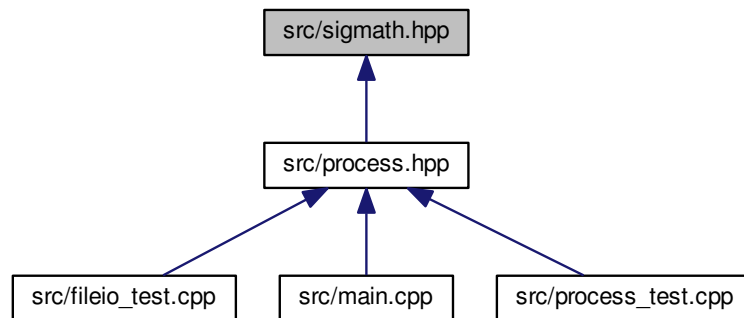 src/sigmath.hpp
src/process.hpp
src/fileio_test.cpp
src/main.cpp
src/process_test.cpp